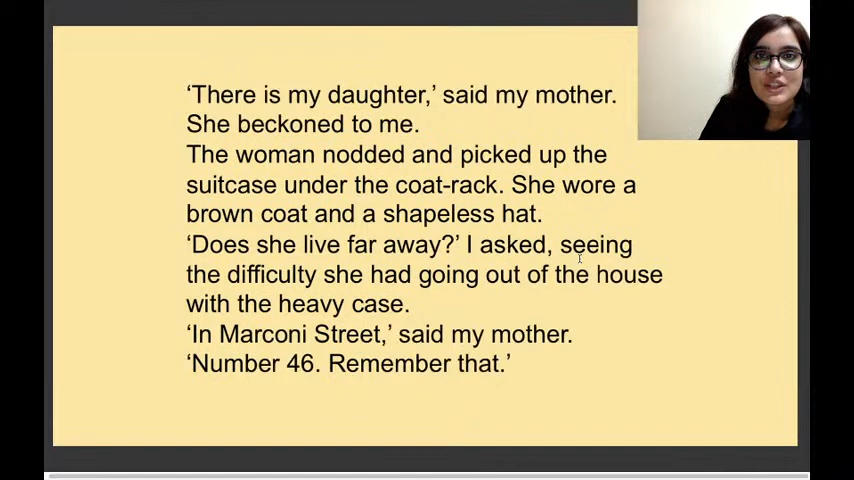 ‘There is my daughter,’ said my mother.
She beckoned to me.
The woman nodded and picked up the
suitcase under the coat-rack. She wore a
brown coat and a shapeless hat.
‘Does she live far away?’ I asked, seeing
the difficulty she had going out of the house
with the heavy case.
‘In Marconi Street,’ said my mother.
‘Number 46. Remember that.’